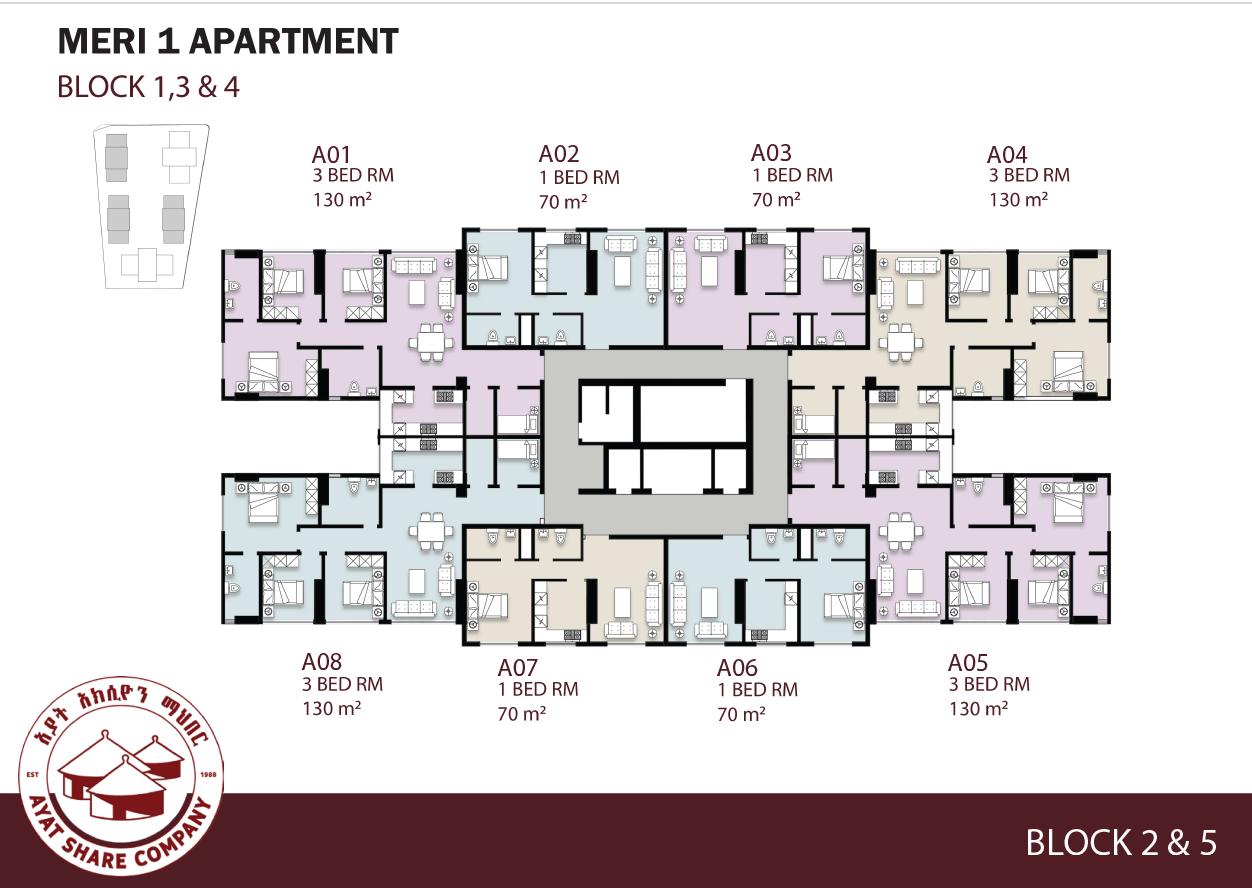 MERI 1 APARTMENT
BLOCK 1,3 & 4
A01
3 BED RM
130 m²
A02
1 BED RM
70 m²
A03
1 BED RM
70 m²
A04
3 BED RM
130 m²
A08
3 BED RM
130 m²
A07
1 BED RM
70 m²
A06
1 BED RM
70 m²
A05
3 BED RM
130 m²
አያት አክሲዮን ማህበር
EST 1988
AYAT SHARE COMPANY
BLOCK 2 & 5